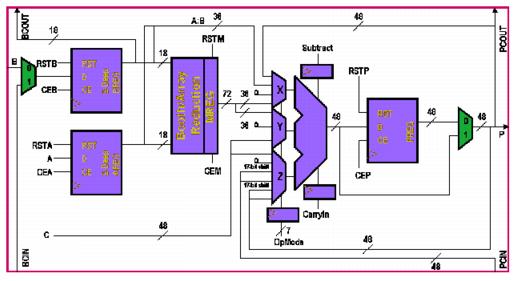 BCOUT
A:B
36
48
PCOUT
18
RSTM
Subtract
B
RSTB
RST
D
CE
CEB
0
1
18
72
36
0
X
RSTP
48
36
Y
RST
D
CE
48
0
1
48
P
RSTA
A
CEA
RST
D
CE
18
CEM
0
17-bit shift
17-bit shift
Z
CEP
CarryIn
C
48
7
OpMode
48
48
BCIN
PCIN